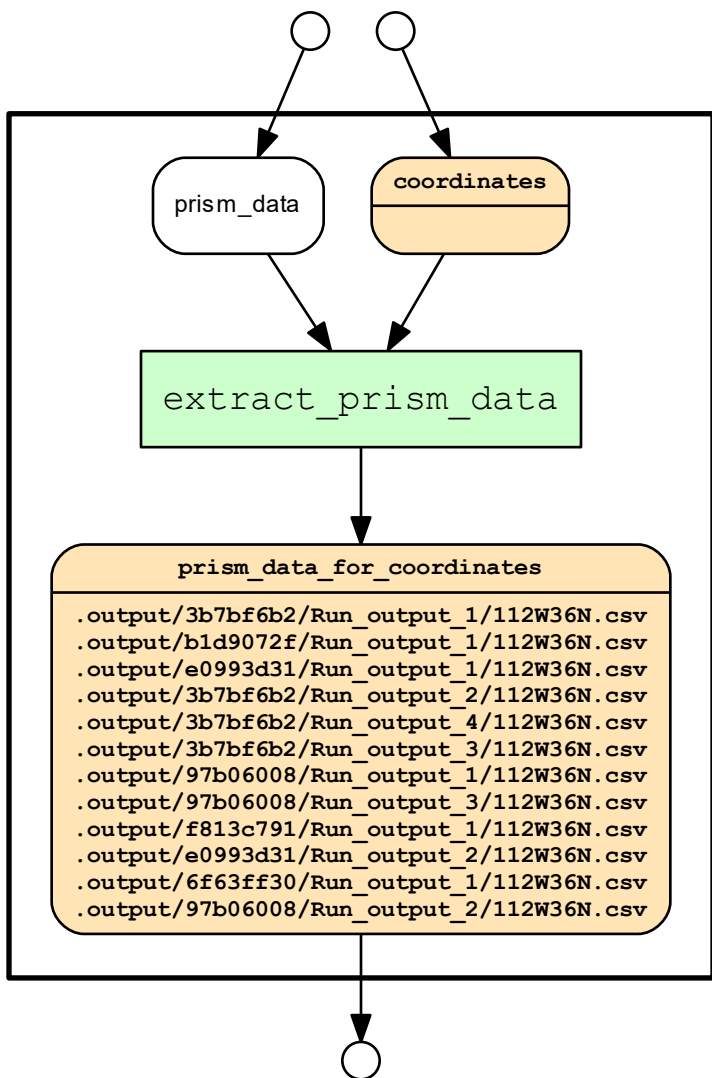 prism_data
coordinates
extract_prism_data
prism_data_for_coordinates
.output/3b7bf6b2/Run_output_1/112W36N.csv
.output/b1d9072f/Run_output_1/112W36N.csv
.output/e0993d31/Run_output_1/112W36N.csv
.output/3b7bf6b2/Run_output_2/112W36N.csv
.output/3b7bf6b2/Run_output_4/112W36N.csv
.output/3b7bf6b2/Run_output_3/112W36N.csv
.output/97b06008/Run_output_1/112W36N.csv
.output/97b06008/Run_output_3/112W36N.csv
.output/f813c791/Run_output_1/112W36N.csv
.output/e0993d31/Run_output_2/112W36N.csv
.output/6f63ff30/Run_output_1/112W36N.csv
.output/97b06008/Run_output_2/112W36N.csv